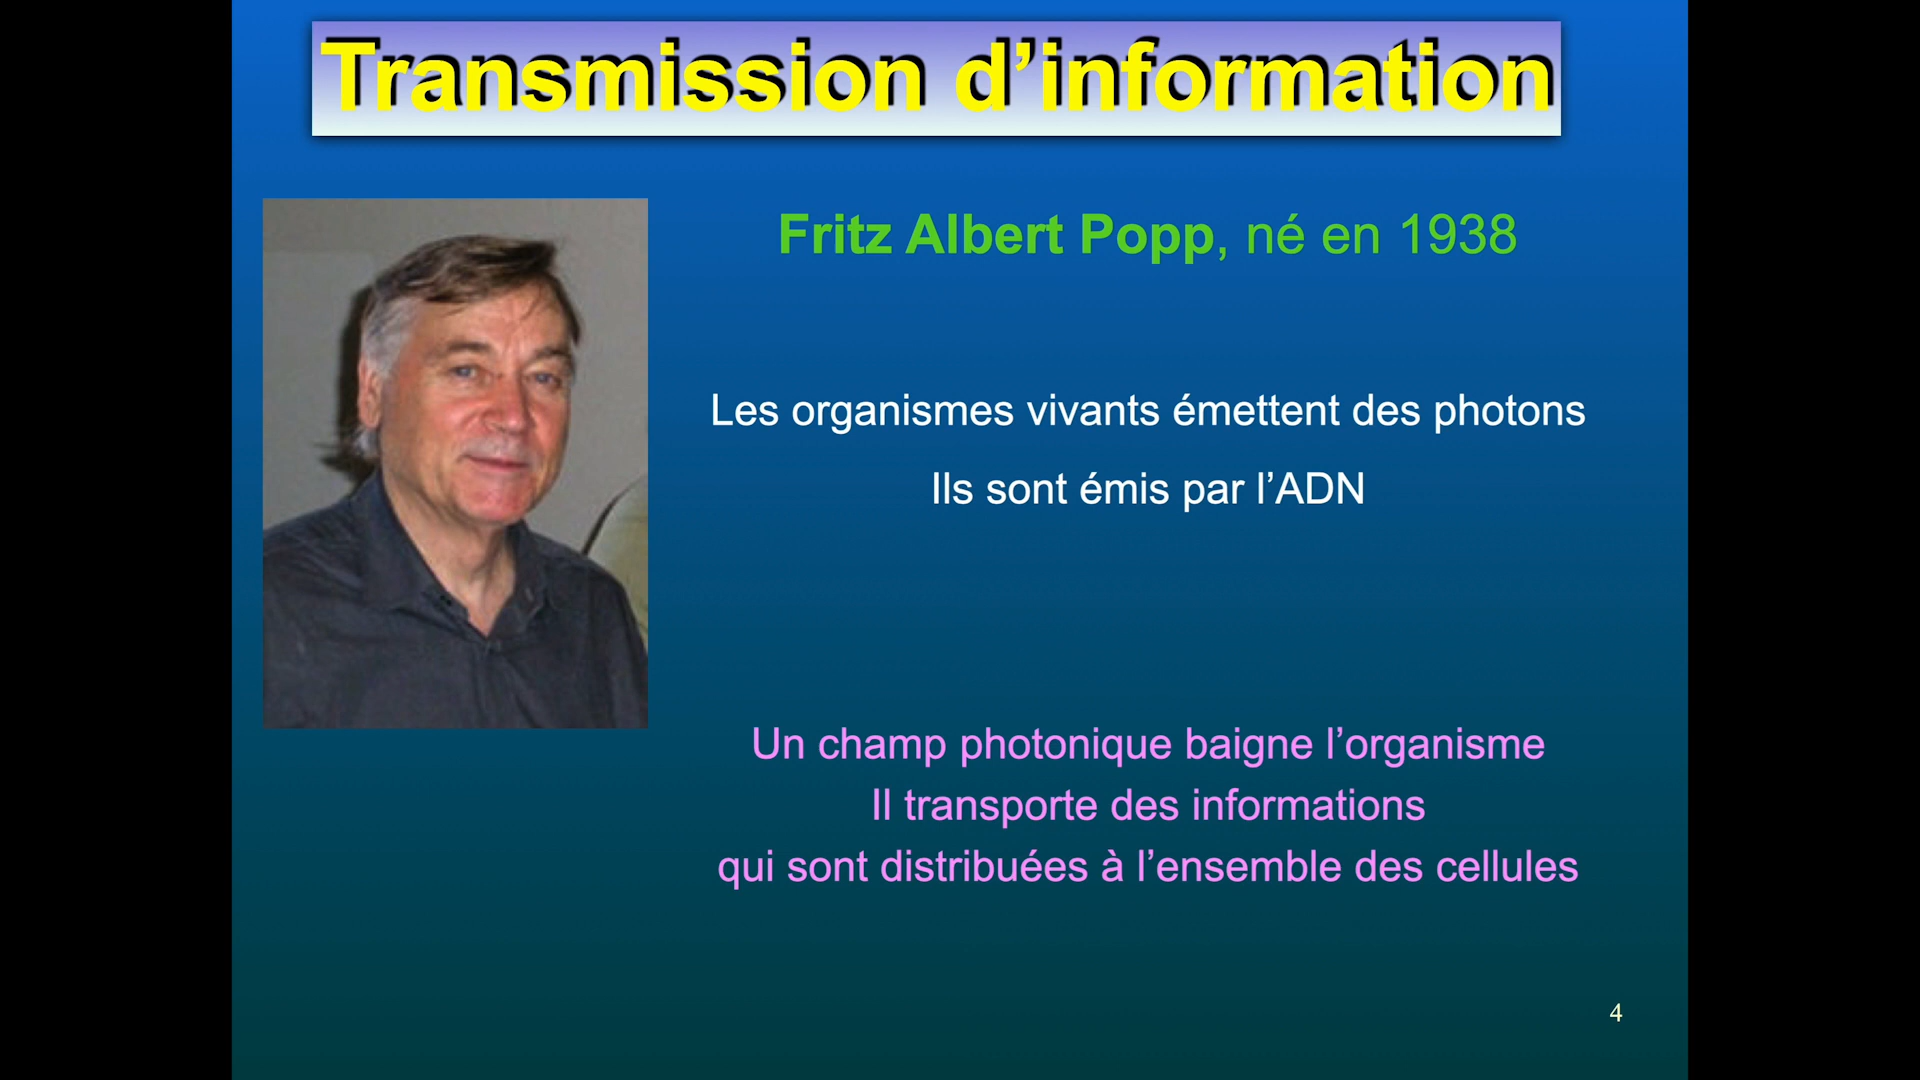 Transmission d’information
Fritz Albert Popp, né en 1938
Les organismes vivants émettent des photons
Ils sont émis par l’ADN
Un champ photonique baigne l’organisme
Il transporte des informations
qui sont distribuées à l’ensemble des cellules
4